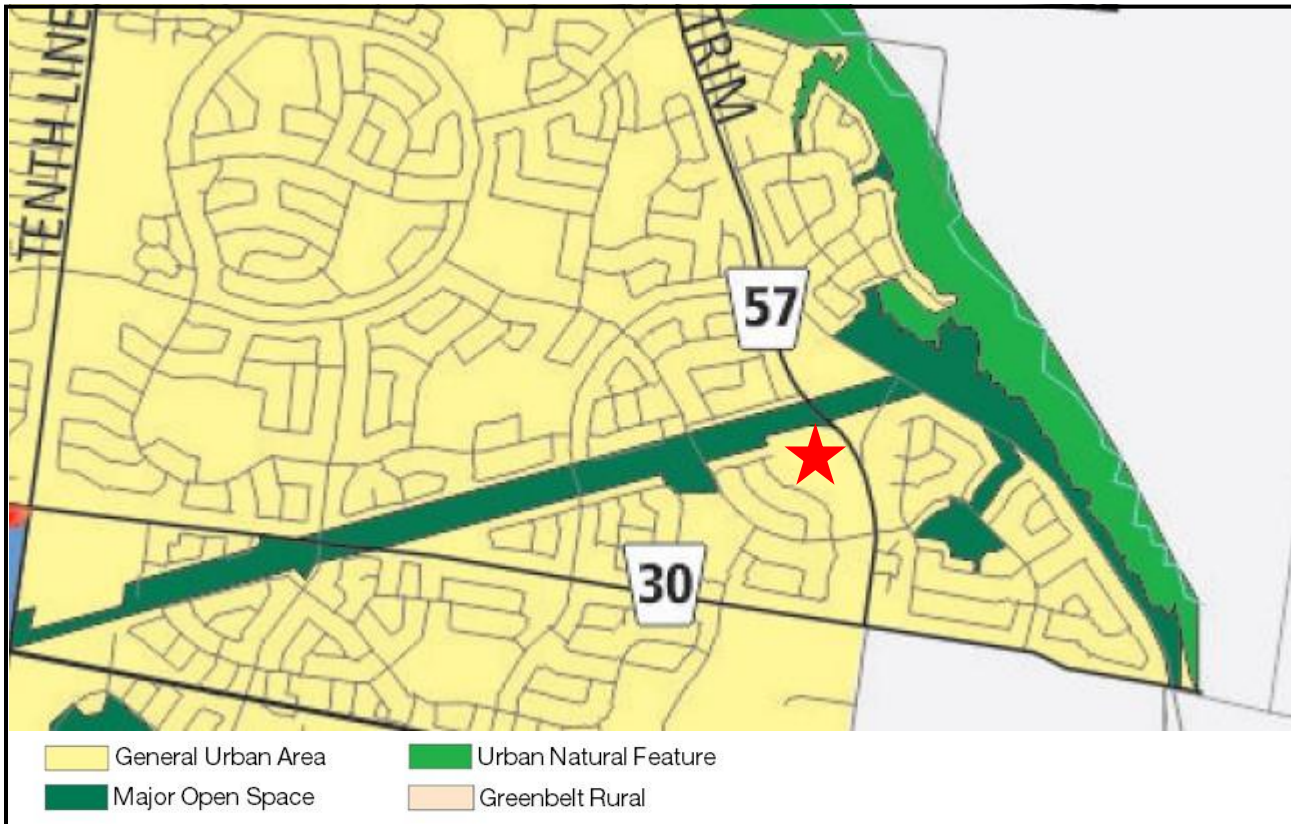 TENTH LINE
TRIM
57
30
General Urban Area
Urban Natural Feature
Major Open Space
Greenbelt Rural